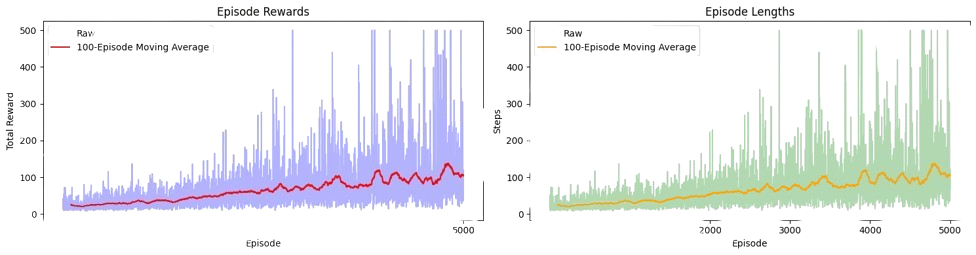 Episode Rewards
Raw
100-Episode Moving Average
500
400
300
200
100
0
Total Reward
5000
Episode
Episode Lengths
Raw
100-Episode Moving Average
500
400
300
200
100
0
Steps
2000
3000
4000
5000
Episode